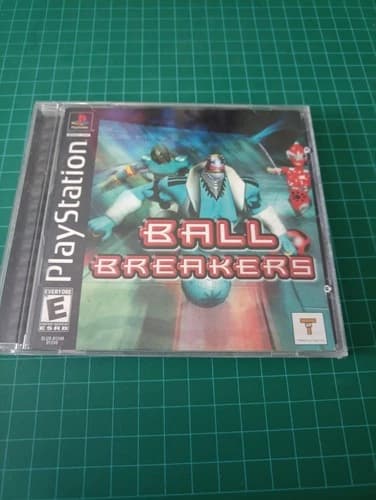 PlayStation
BALL
BREAKERS
EVERYONE
E
ESRB
T